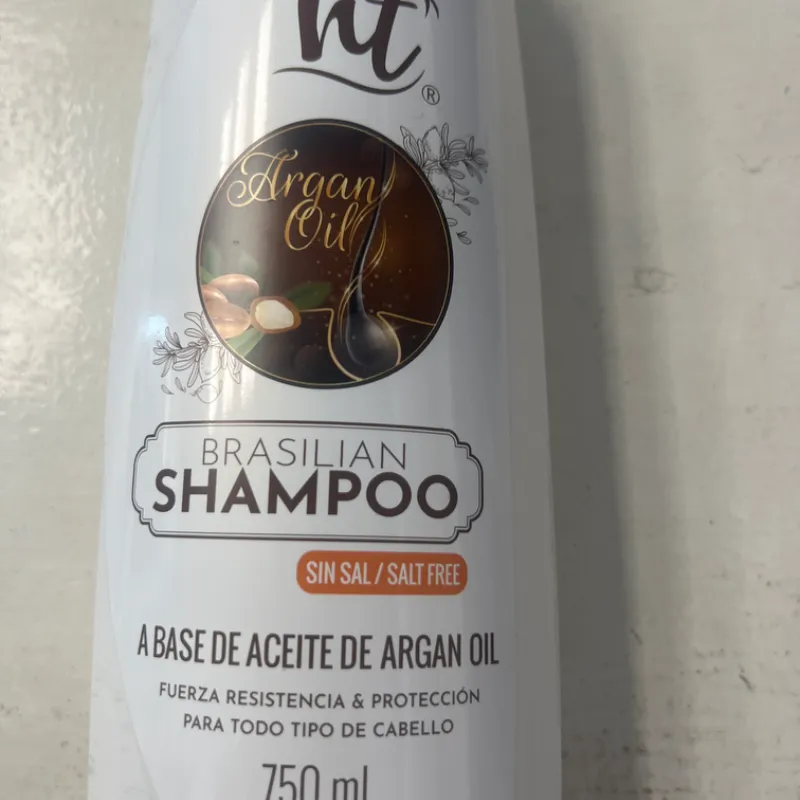 ht
®
Argan
Oil
BRASILIAN
SHAMPOO
SIN SAL / SALT FREE
A BASE DE ACEITE DE ARGAN OIL
FUERZA RESISTENCIA & PROTECCIÓN
PARA TODO TIPO DE CABELLO
750 ml